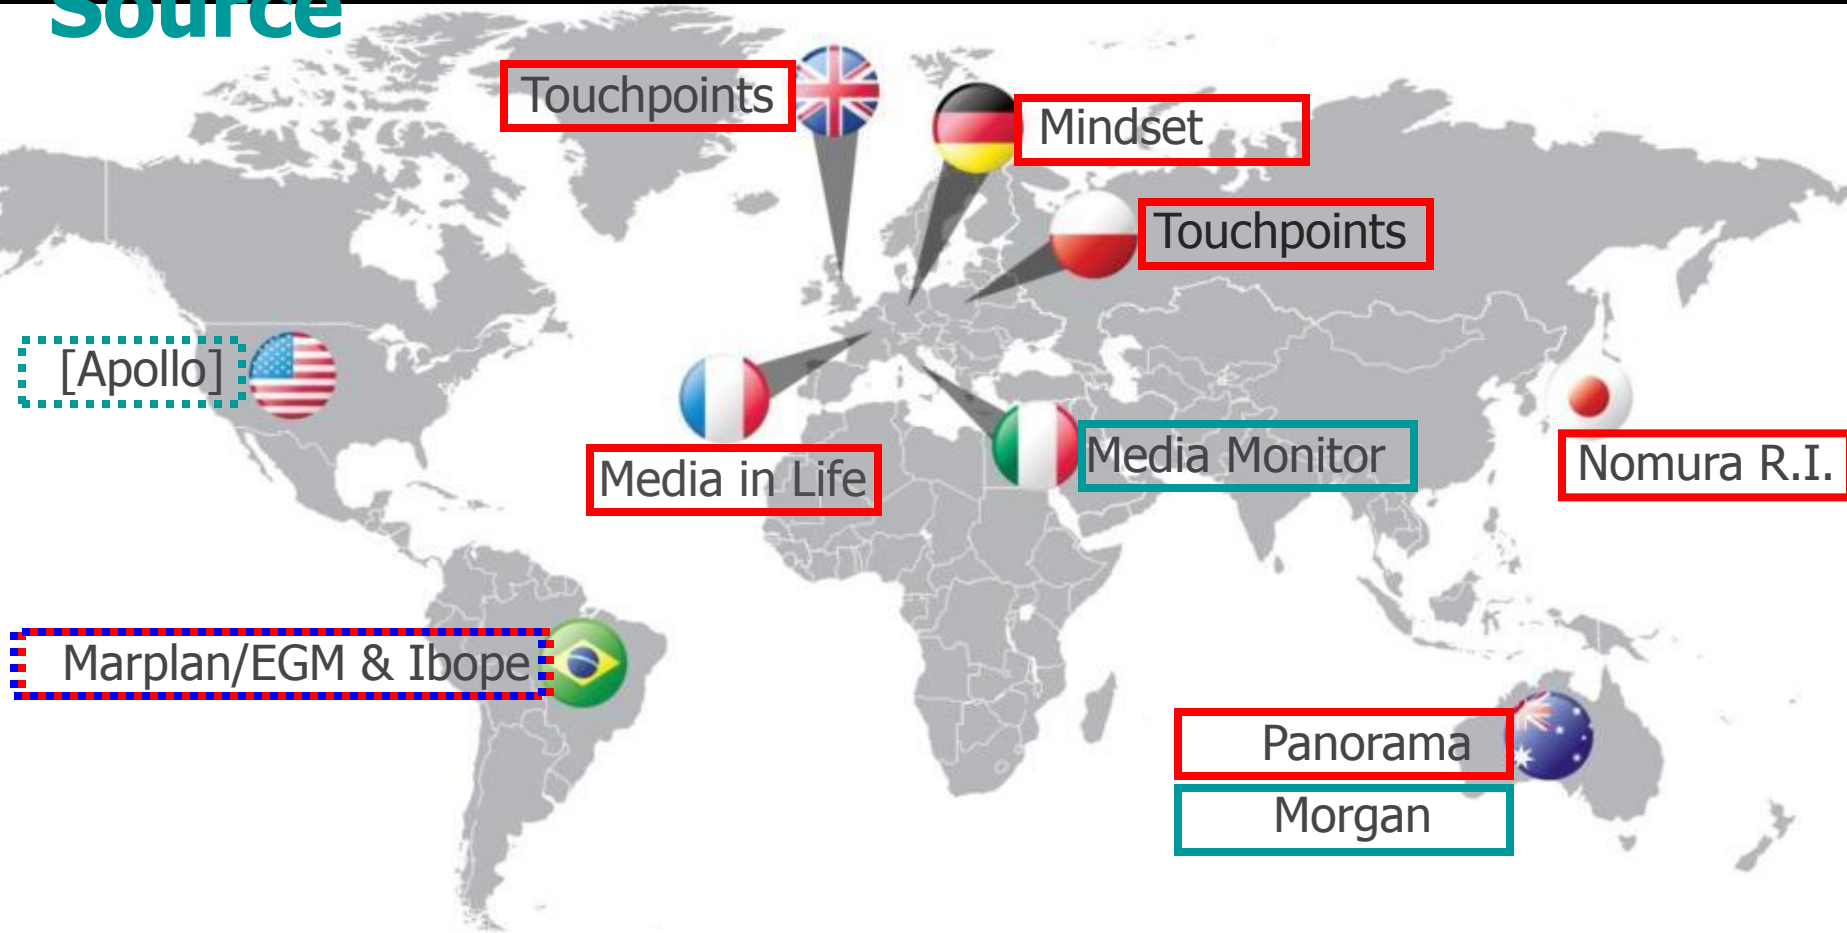 Source
Touchpoints
Mindset
Touchpoints
[Apollo]
Media in Life
Media Monitor
Nomura R.I.
Marplan/EGM & Ibope
Panorama
Morgan